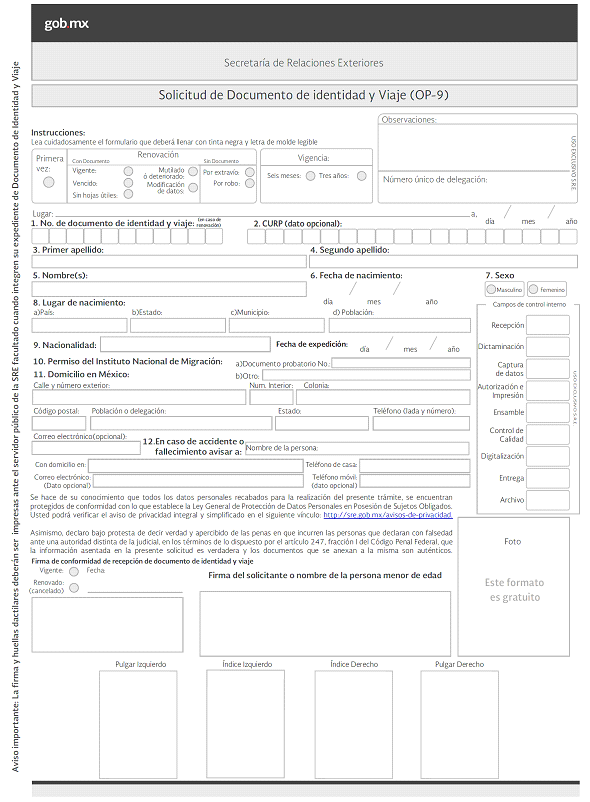 gob.mx
Secretaría de Relaciones Exteriores
Solicitud de Documento de identidad y Viaje (OP-9)
Observaciones:
USO EXCLUSIVO SRE
Instrucciones:
Lea cuidadosamente el formulario que deberá llenar con tinta negra y letra de molde legible
Primera vez:
Renovación
Con Documento
Sin Documento
Vigente:
Vencido:
Sin hojas útiles:
Mutilado o deteriorado:
Modificación de datos:
Por extravío:
Por robo:
Vigencia:
Seis meses:
Tres años:
Número único de delegación:
Lugar:
a,
/ /
día mes año
1. No. de documento de identidad y viaje: (en caso de renovación)
2. CURP (dato opcional):
3. Primer apellido:
4. Segundo apellido:
5. Nombre(s):
6. Fecha de nacimiento:
/ /
día mes año
7. Sexo
Masculino
Femenino
8. Lugar de nacimiento:
a)País:
b)Estado:
c)Municipio:
d) Población:
9. Nacionalidad:
Fecha de expedición:
/ /
día mes año
10. Permiso del Instituto Nacional de Migración:
a)Documento probatorio No.:
b)Otro:
11. Domicilio en México:
Calle y número exterior:
Num. Interior:
Colonia:
Código postal:
Población o delegación:
Estado:
Teléfono (lada y número):
Correo electrónico(opcional):
12.En caso de accidente o
fallecimiento avisar a:
Nombre de la persona:
Con domicilio en:
Teléfono de casa:
Correo electrónico:
(Dato opcional)
Teléfono móvil:
(dato opcional)
Campos de control interno
Recepción
Dictaminación
Captura de datos
Autorización e Impresión
Ensamble
Control de Calidad
Digitalización
Entrega
Archivo
Se hace de su conocimiento que todos los datos personales recabados para la realización del presente trámite, se encuentran
protegidos de conformidad con lo que establece la Ley General de Protección de Datos Personales en Posesión de Sujetos Obligados.
Usted podrá verificar el aviso de privacidad integral y simplificado en el siguiente vínculo: http://sre.gob.mx/avisos-de-privacidad.
Asimismo, declaro bajo protesta de decir verdad y apercibido de las penas en que incurren las personas que declaran con falsedad
ante una autoridad distinta de la judicial, en los términos de lo dispuesto por el artículo 247, fracción I del Código Penal Federal, que
la información asentada en la presente solicitud es verdadera y los documentos que se anexan a la misma son auténticos.
Firma de conformidad de recepción de documento de identidad y viaje
Vigente:
Fecha:
Renovado:
(cancelado)
Firma del solicitante o nombre de la persona menor de edad
Foto
Este formato
es gratuito
Pulgar Izquierdo
Índice Izquierdo
Índice Derecho
Pulgar Derecho
Aviso importante: La firma y huellas dactilares deberán ser impresas ante el servidor público de la SRE facultado cuando integren su expediente de Documento de Identidad y Viaje